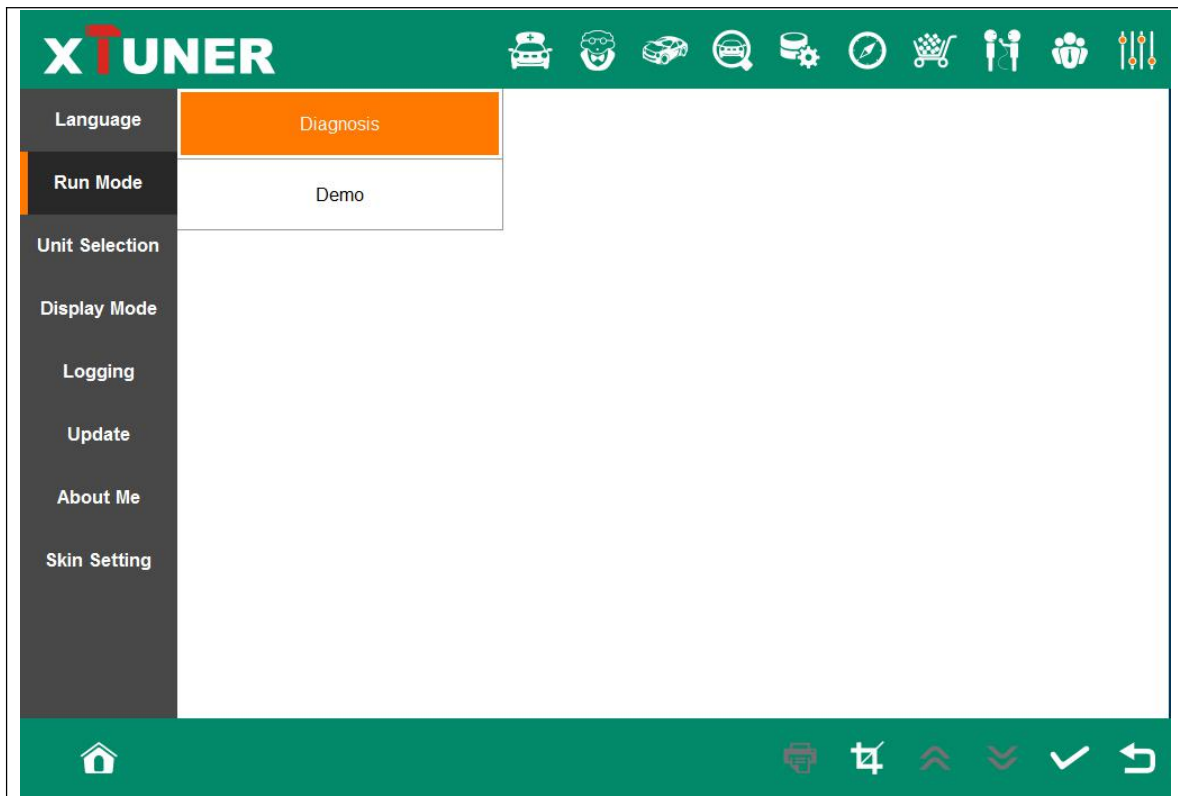 XTUNER
Language
Diagnosis
Run Mode
Demo
Unit Selection
Display Mode
Logging
Update
About Me
Skin Setting